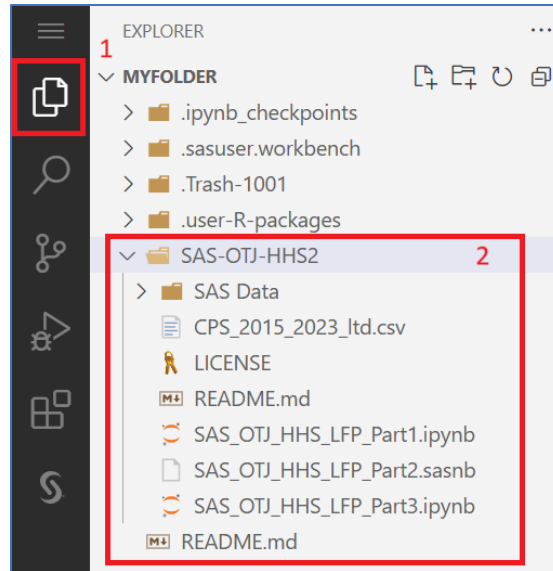 EXPLORER
1
MYFOLDER
.ipynb_checkpoints
.sasuser.workbench
.Trash-1001
.user-R-packages
SAS-OTJ-HHS2 2
SAS Data
CPS_2015_2023_ltd.csv
LICENSE
README.md
SAS_OTJ_HHS_LFP_Part1.ipynb
SAS_OTJ_HHS_LFP_Part2.sasnb
SAS_OTJ_HHS_LFP_Part3.ipynb
README.md